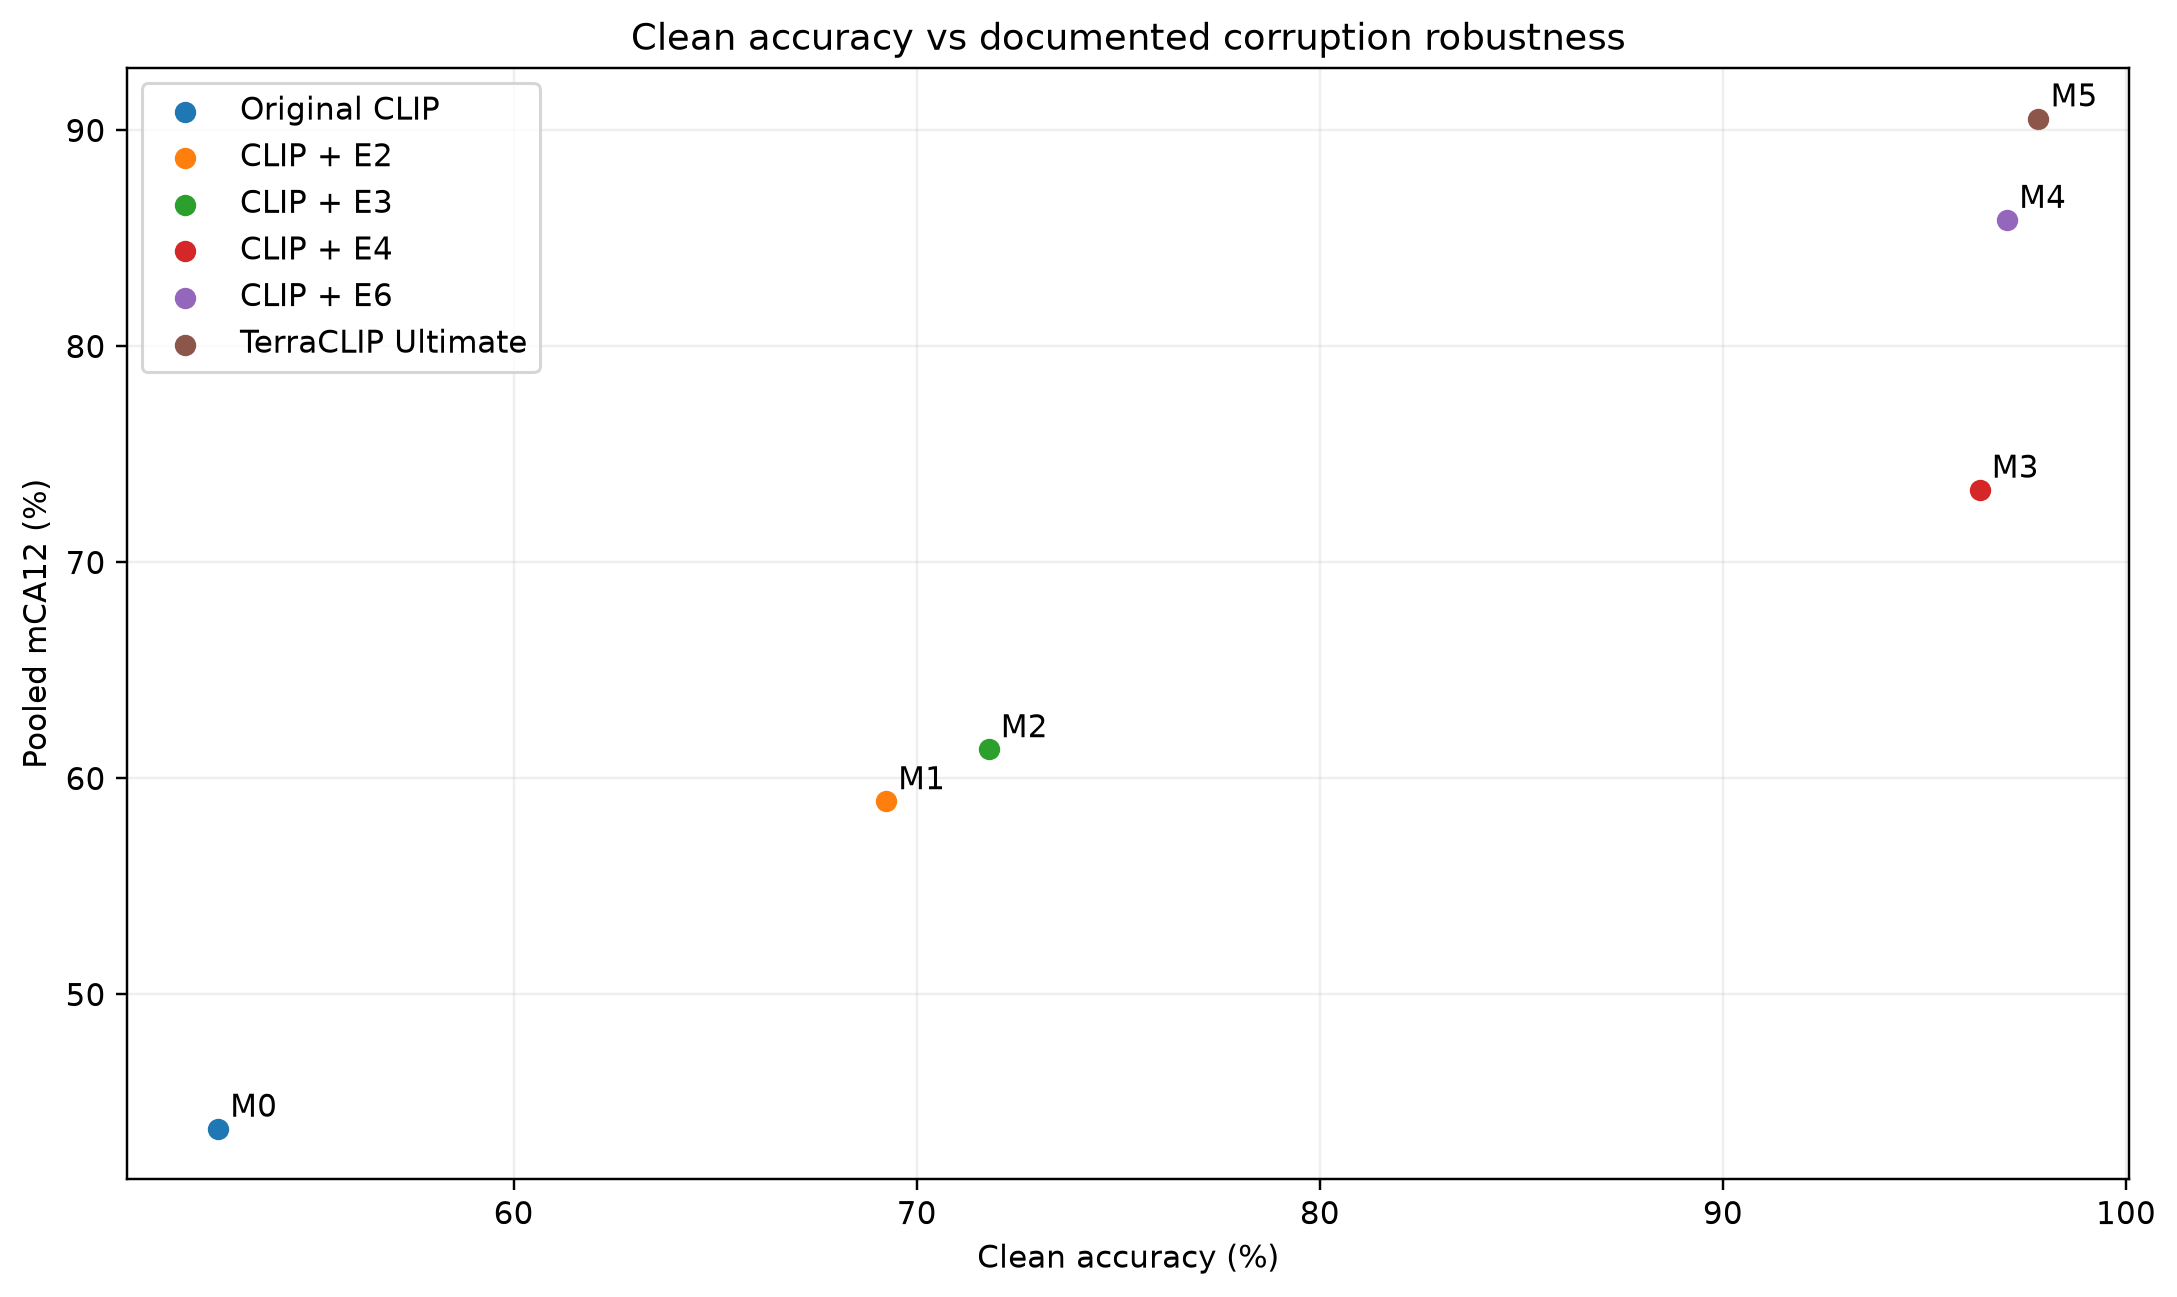 Clean accuracy vs documented corruption robustness
Original CLIP
CLIP + E2
CLIP + E3
CLIP + E4
CLIP + E6
TerraCLIP Ultimate
M5
M4
M3
M2
M1
M0
Pooled mCA12 (%)
90
80
70
60
50
60
70
80
90
100
Clean accuracy (%)